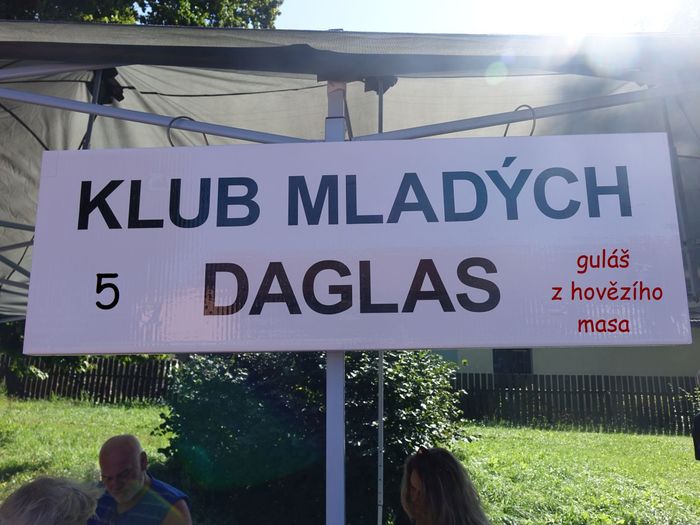 KLUB MLADÝCH
5 DAGLAS
guláš
z hovězího
masa